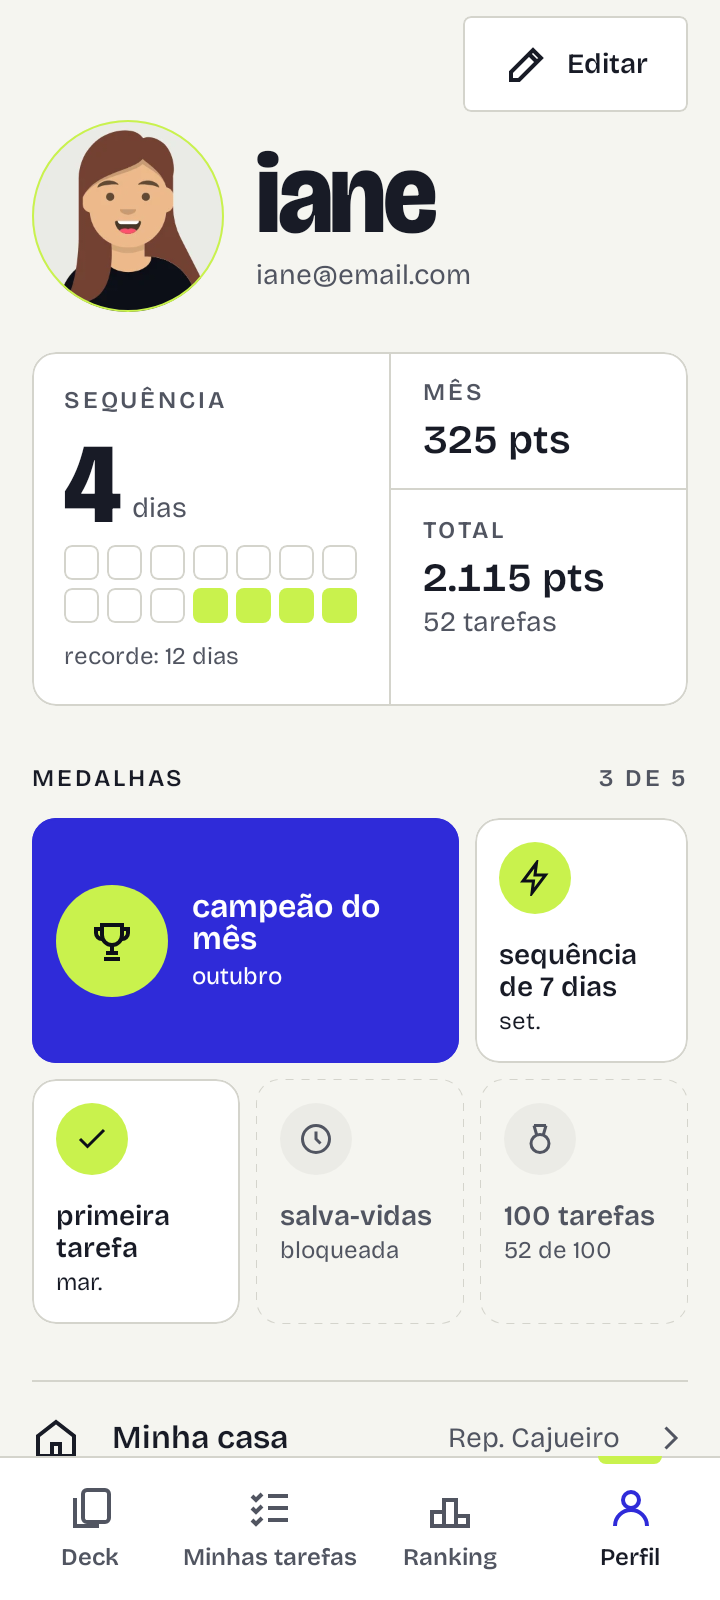 Editar
iane
iane@email.com
SEQUÊNCIA
4 dias
recorde: 12 dias
MÊS
325 pts
TOTAL
2.115 pts
52 tarefas
MEDALHAS
3 DE 5
campeão do
mês
outubro
sequência
de 7 dias
set.
primeira
tarefa
mar.
salva-vidas
bloqueada
100 tarefas
52 de 100
Minha casa
Rep. Cajueiro
Deck
Minhas tarefas
Ranking
Perfil